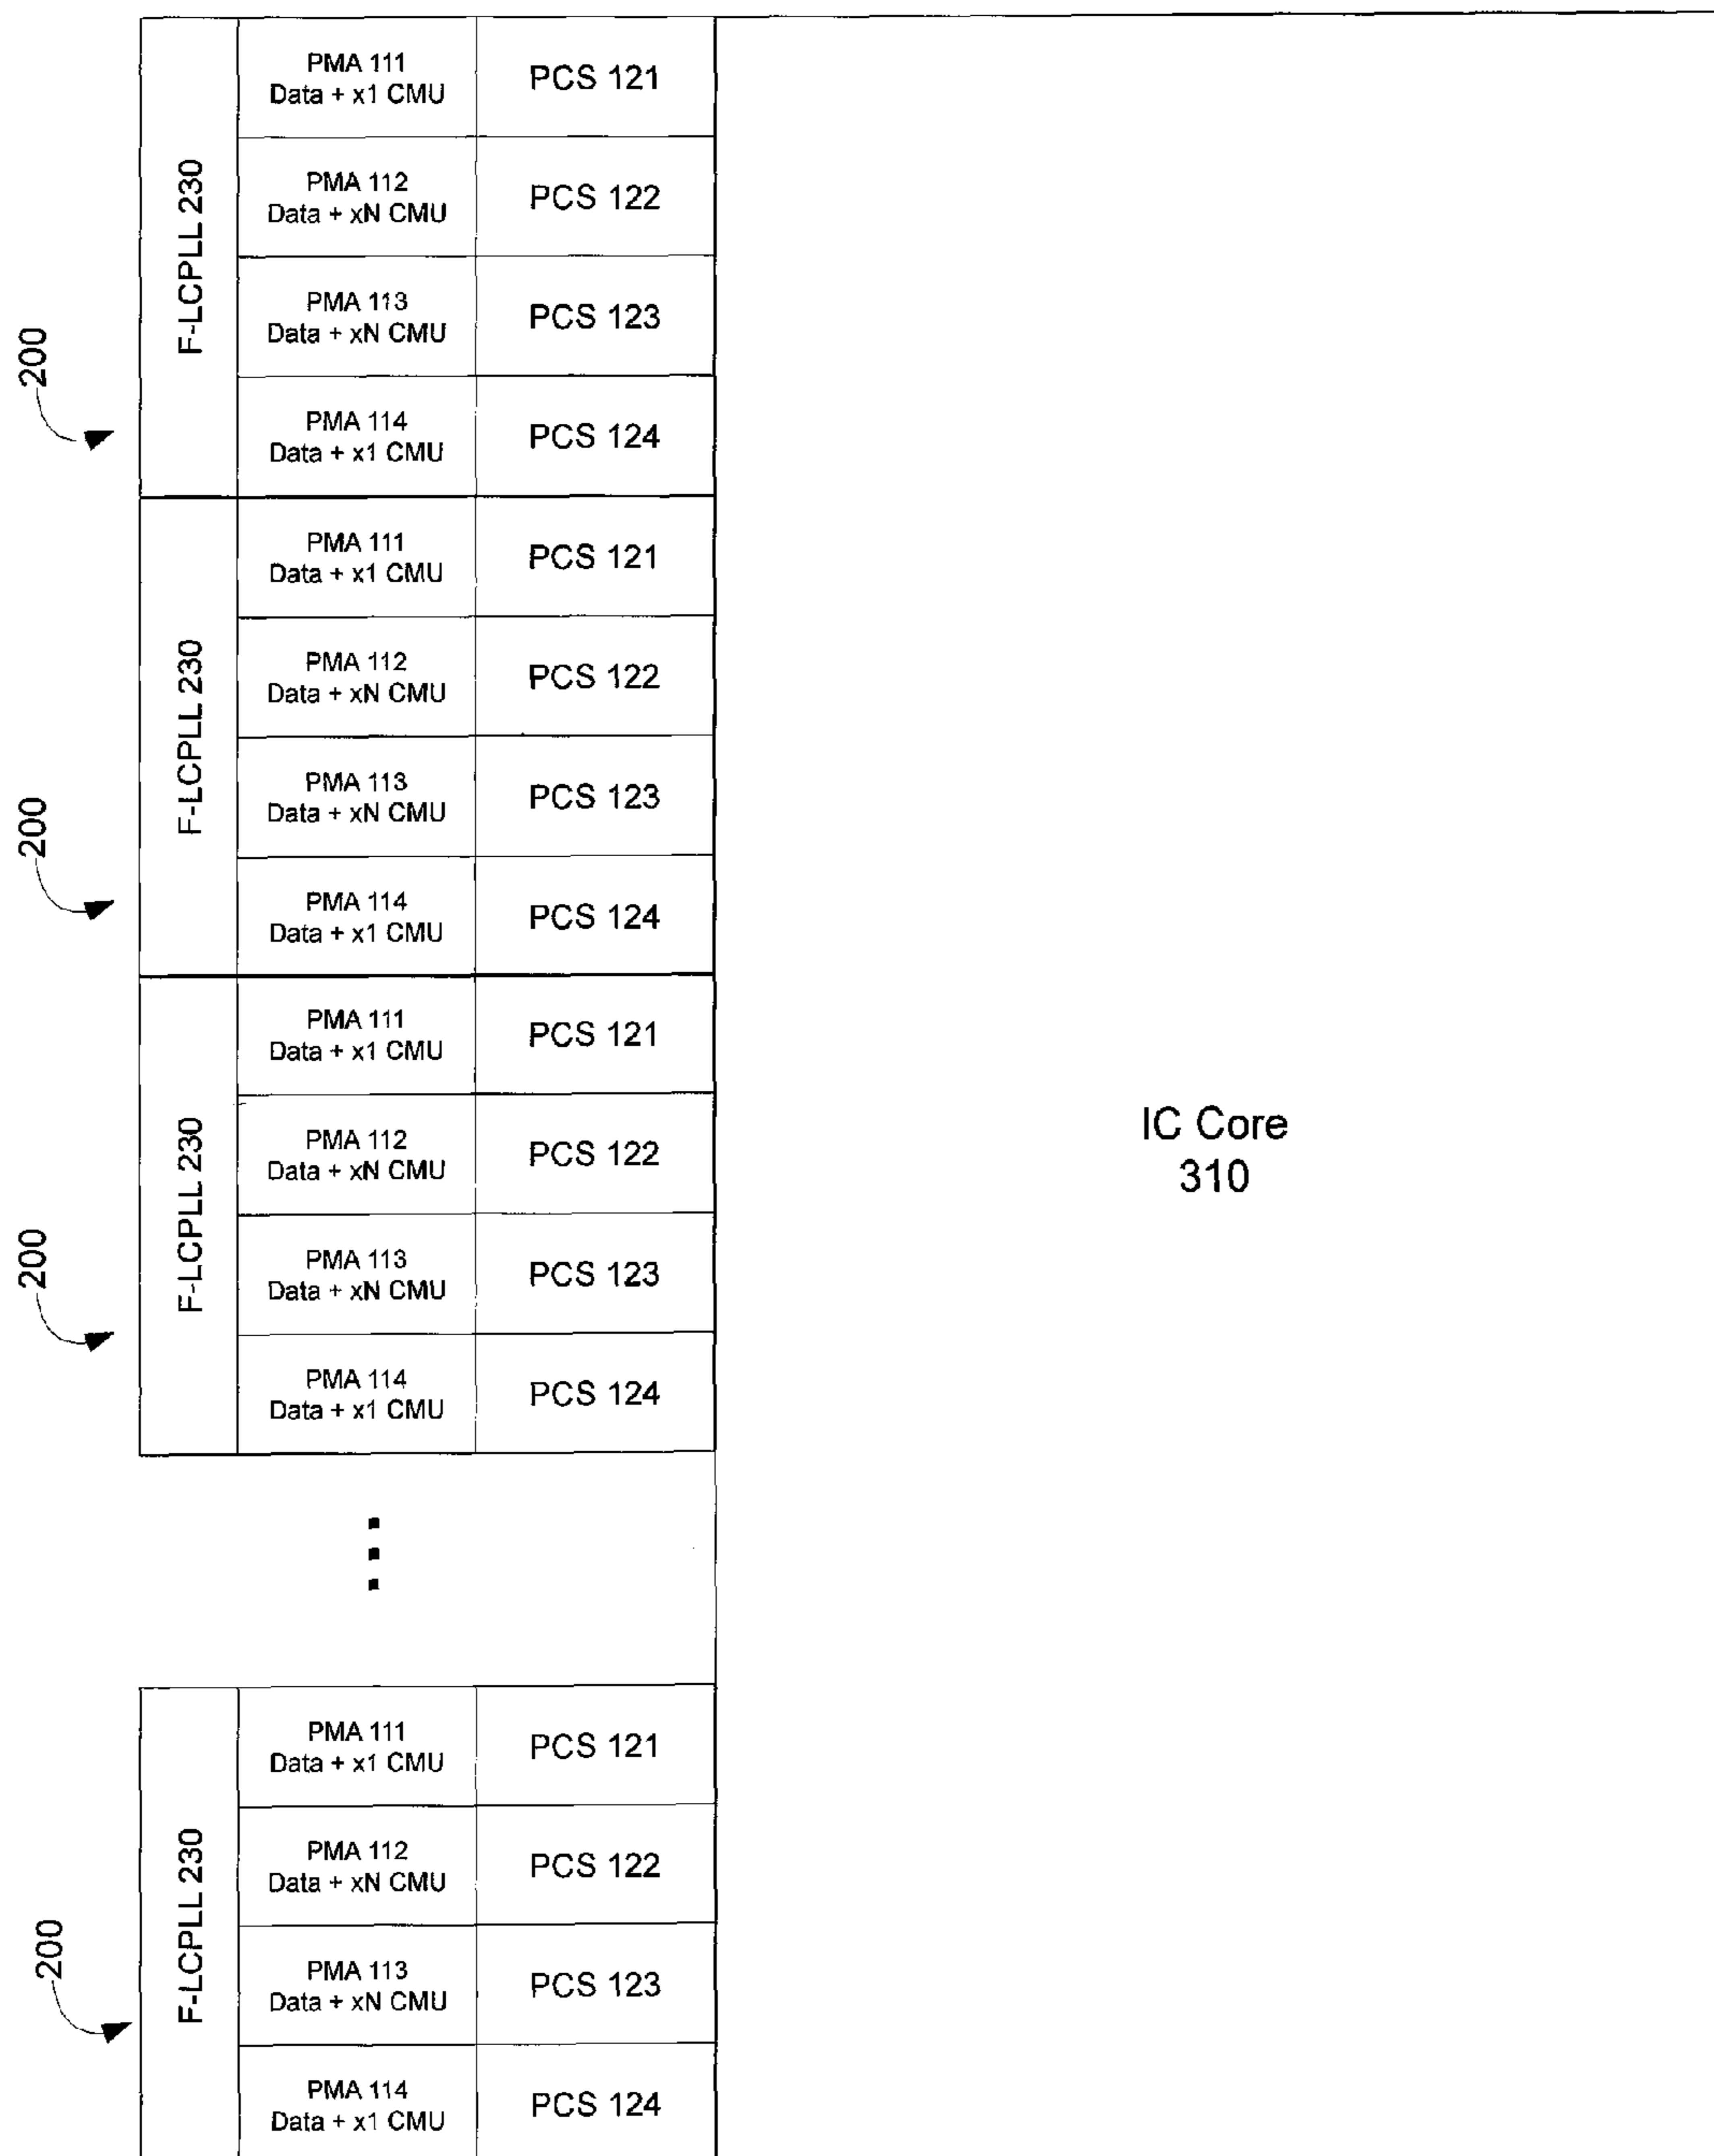 200
F-LCPLL 230
PMA 111
Data + x1 CMU
PCS 121
PMA 112
Data + xN CMU
PCS 122
PMA 113
Data + xN CMU
PCS 123
PMA 114
Data + x1 CMU
PCS 124
200
F-LCPLL 230
PMA 111
Data + x1 CMU
PCS 121
PMA 112
Data + xN CMU
PCS 122
PMA 113
Data + xN CMU
PCS 123
PMA 114
Data + x1 CMU
PCS 124
200
F-LCPLL 230
PMA 111
Data + x1 CMU
PCS 121
PMA 112
Data + xN CMU
PCS 122
PMA 113
Data + xN CMU
PCS 123
PMA 114
Data + x1 CMU
PCS 124
200
F-LCPLL 230
PMA 111
Data + x1 CMU
PCS 121
PMA 112
Data + xN CMU
PCS 122
PMA 113
Data + xN CMU
PCS 123
PMA 114
Data + x1 CMU
PCS 124
IC Core
310